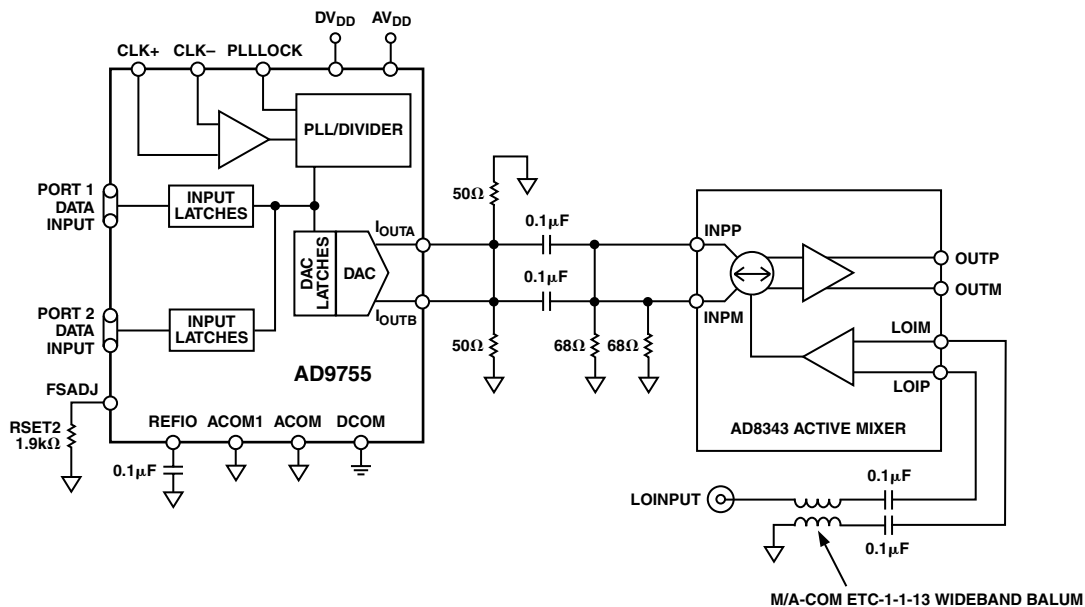 DVDD AVDD
CLK+ CLK– PLLLOCK
PLL/DIVIDER
PORT 1
DATA
INPUT
INPUT
LATCHES
50Ω
0.1μF
IOUTA
INPP
DAC
LATCHES
DAC
0.1μF
OUTP
OUTM
PORT 2
DATA
INPUT
INPUT
LATCHES
IOUTB
INPM
LOIM
50Ω
68Ω
68Ω
AD9755
LOIP
FSADJ
RSET2
1.9kΩ
REFIO ACOM1 ACOM DCOM
AD8343 ACTIVE MIXER
0.1μF
0.1μF
LOINPUT
0.1μF
M/A-COM ETC-1-1-13 WIDEBAND BALUM